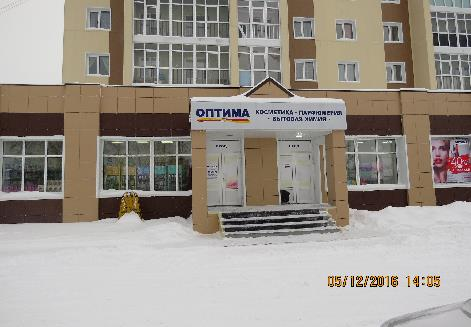 ОПТИМА
КОСМЕТИКА • ПАРФЮМЕРИЯ
• БЫТОВАЯ ХИМИЯ •
40%
05/12/2016 14:05